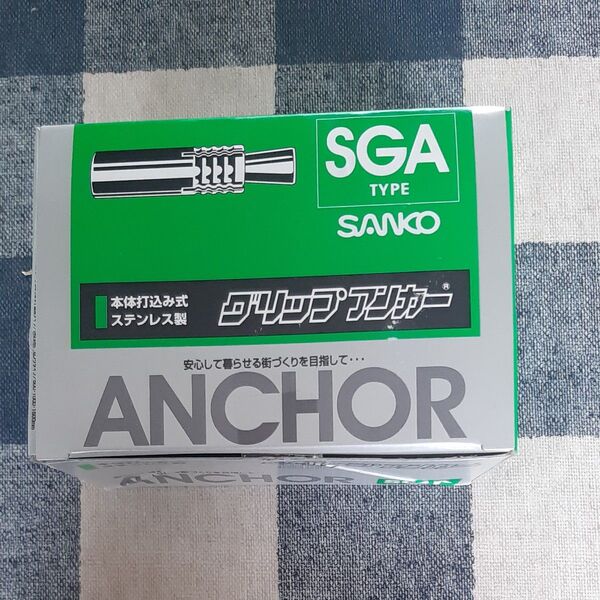 SGA
TYPE
SANKO
本体打込み式
ステンレス製
グリップアンカー®
安心して暮らせる街づくりを目指して・・・
ANCHOR
ANCHOR